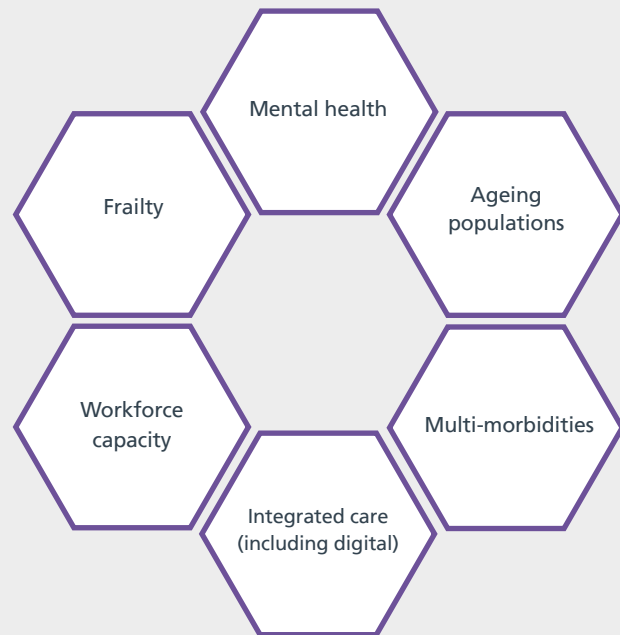 Mental health
Frailty
Ageing
populations
Workforce
capacity
Multi-morbidities
Integrated care
(including digital)